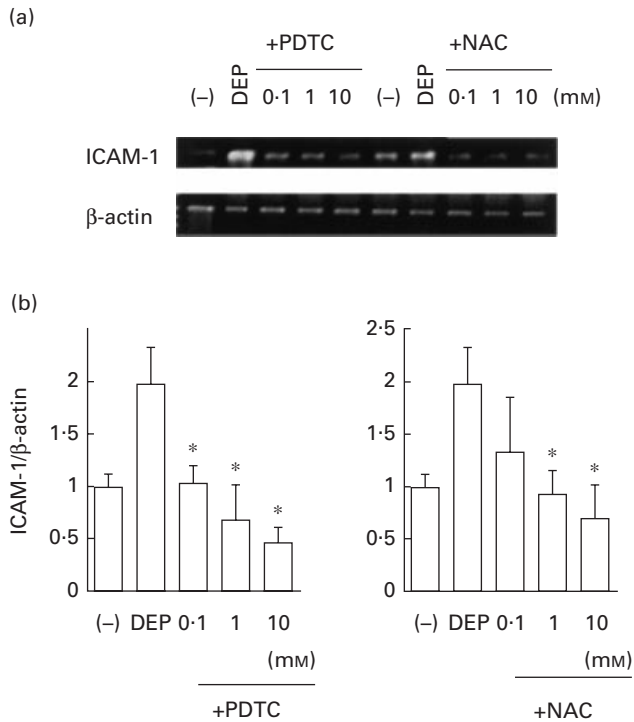 (a)
+PDTC +NAC
(–) DEP 0·1 1 10 (–) DEP 0·1 1 10 (mM)
ICAM-1
β-actin
(b)
ICAM-1/β-actin
2
1·5
1
0·5
0
* * *
(–) DEP 0·1 1 10
(mM)
+PDTC
2·5
2
1·5
1
0·5
0
* *
(–) DEP 0·1 1 10
(mM)
+NAC